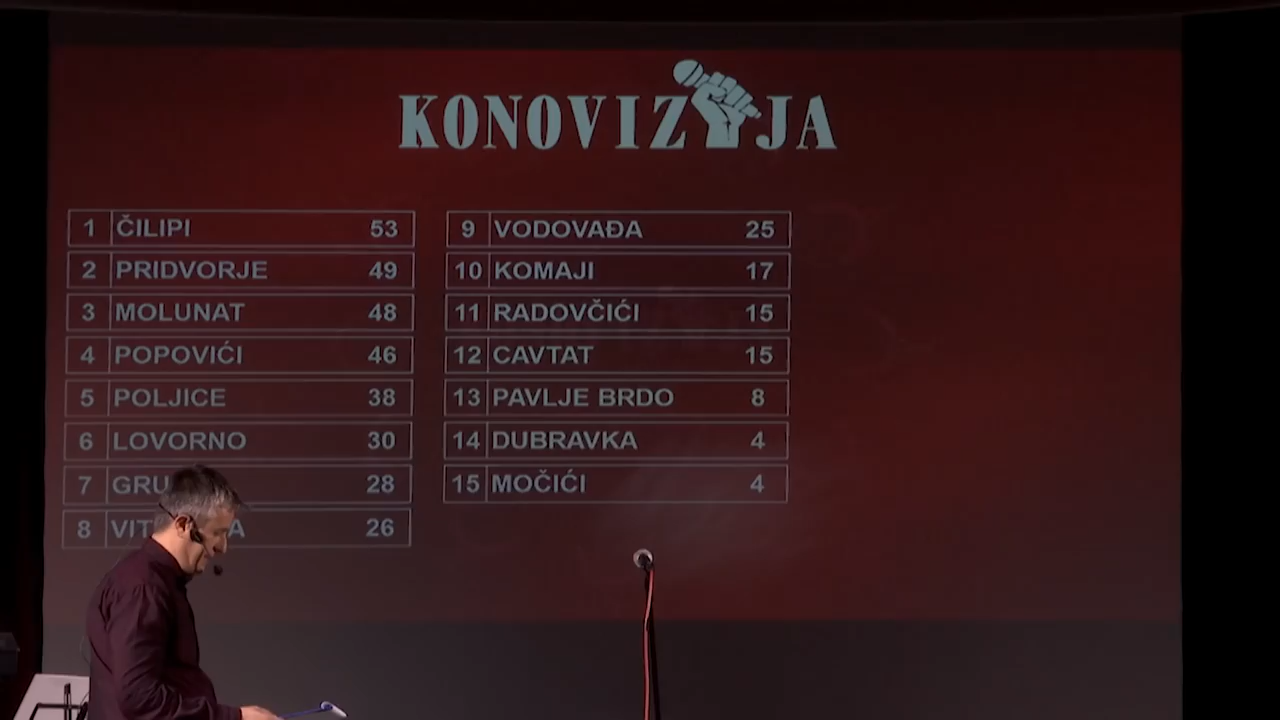 KONOVIZIJA
1 ČILIPI 53
2 PRIDVORJE 49
3 MOLUNAT 48
4 POPOVIĆI 46
5 POLJICE 38
6 LOVORNO 30
7 28
8 26
9 VODOVAĐA 25
10 KOMAJI 17
11 RADOVČIĆI 15
12 CAVTAT 15
13 PAVLJE BRDO 8
14 DUBRAVKA 4
15 MOČIĆI 4